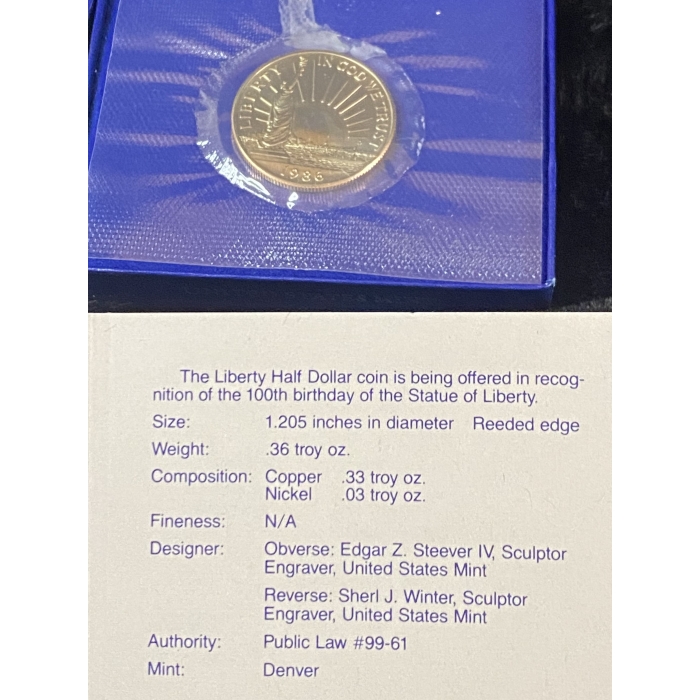 LIBERTY IN GOD WE TRUST
1986
The Liberty Half Dollar coin is being offered in recog-
nition of the 100th birthday of the Statue of Liberty.
Size: 1.205 inches in diameter Reeded edge
Weight: .36 troy oz.
Composition: Copper .33 troy oz.
Nickel .03 troy oz.
Fineness: N/A
Designer: Obverse: Edgar Z. Steever IV, Sculptor
Engraver, United States Mint
Reverse: Sherl J. Winter, Sculptor
Engraver, United States Mint
Authority: Public Law #99-61
Mint: Denver